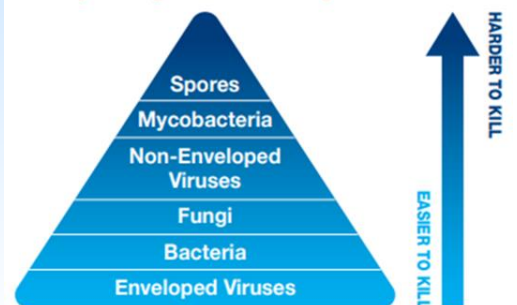 Spores
Mycobacteria
Non-Enveloped
Viruses
Fungi
Bacteria
Enveloped Viruses
HARDER TO KILL
EASIER TO KILL